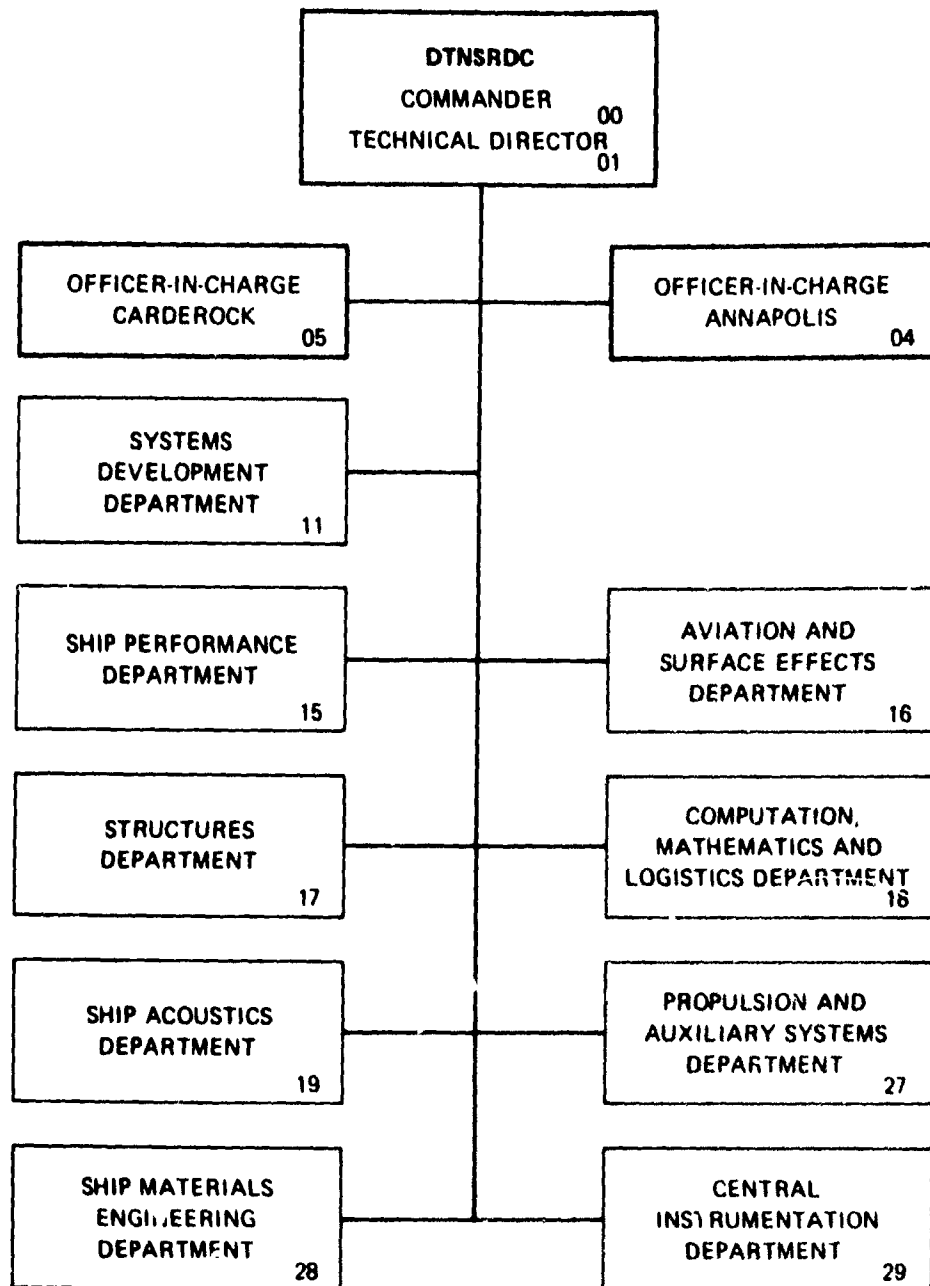 DTNSRDC
COMMANDER 00
TECHNICAL DIRECTOR 01
OFFICER-IN-CHARGE
CARDEROCK
05
OFFICER-IN-CHARGE
ANNAPOLIS
04
SYSTEMS
DEVELOPMENT
DEPARTMENT
11
SHIP PERFORMANCE
DEPARTMENT
15
AVIATION AND
SURFACE EFFECTS
DEPARTMENT
16
STRUCTURES
DEPARTMENT
17
COMPUTATION,
MATHEMATICS AND
LOGISTICS DEPARTMENT
18
SHIP ACOUSTICS
DEPARTMENT
19
PROPULSION AND
AUXILIARY SYSTEMS
DEPARTMENT
27
SHIP MATERIALS
ENGINEERING
DEPARTMENT
28
CENTRAL
INSTRUMENTATION
DEPARTMENT
29